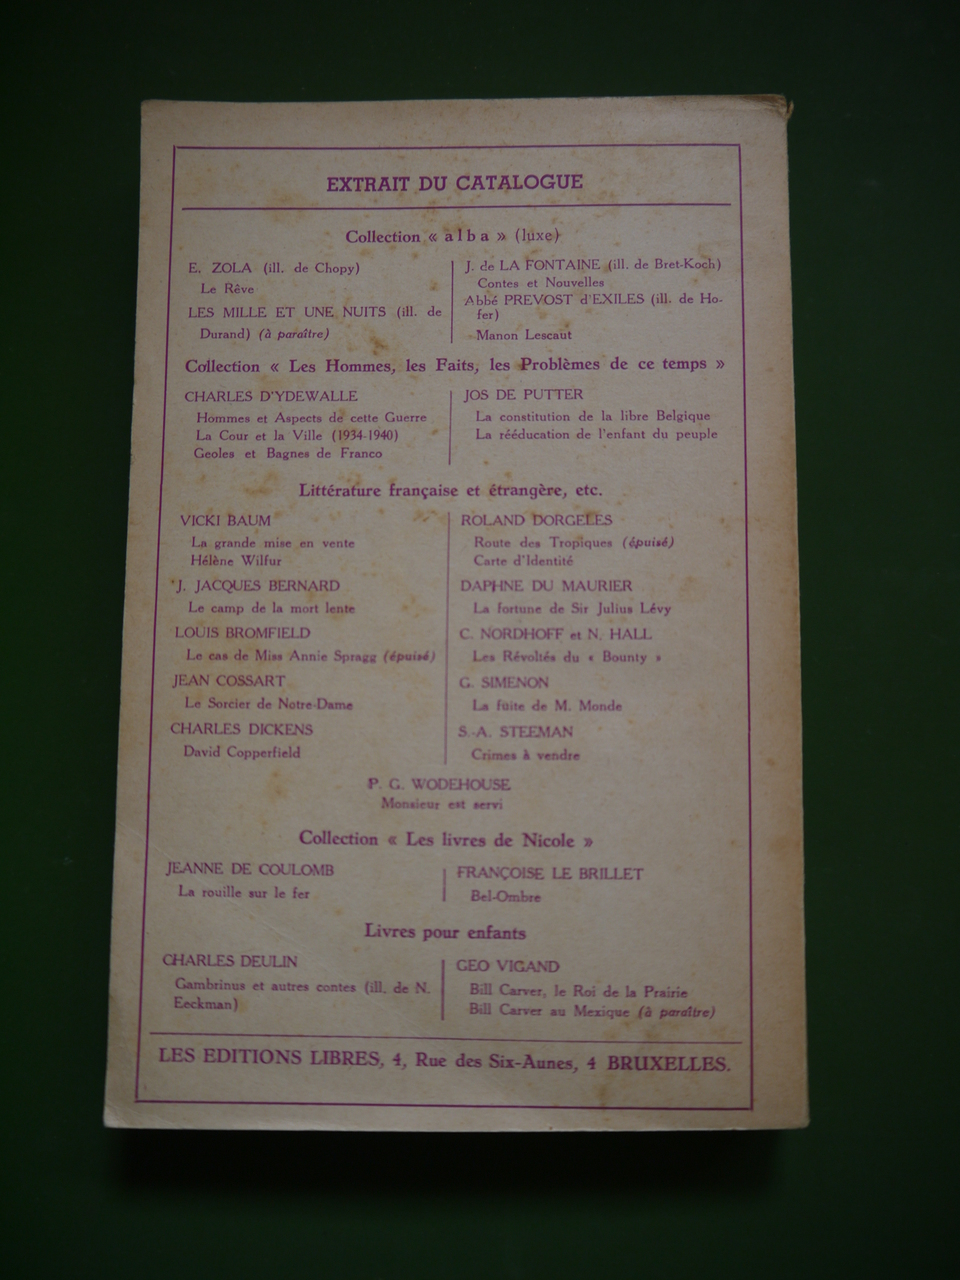 EXTRAIT DU CATALOGUE
Collection « alba » (luxe)
E. ZOLA (ill. de Chopy)
Le Rêve
LES MILLE ET UNE NUITS (ill. de
Durand) (à paraître)
J. de LA FONTAINE (ill. de Bret-Koch)
Contes et Nouvelles
Abbé PREVOST d'EXILES (ill. de Ho-
fer)
Manon Lescaut
Collection « Les Hommes, les Faits, les Problèmes de ce temps »
CHARLES D'YDEWALLE
Hommes et Aspects de cette Guerre
La Cour et la Ville (1934-1940)
Geoles et Bagnes de Franco
JOS DE PUTTER
La constitution de la libre Belgique
La rééducation de l'enfant du peuple
Littérature française et étrangère, etc.
VICKI BAUM
La grande mise en vente
Hélène Wilfur
J. JACQUES BERNARD
Le camp de la mort lente
LOUIS BROMFIELD
Le cas de Miss Annie Spragg (épuisé)
JEAN COSSART
Le Sorcier de Notre-Dame
CHARLES DICKENS
David Copperfield
ROLAND DORGELES
Route des Tropiques (épuisé)
Carte d'Identité
DAPHNE DU MAURIER
La fortune de Sir Julius Lévy
C. NORDHOFF et N. HALL
Les Révoltés du « Bounty »
G. SIMENON
La fuite de M. Monde
S.-A. STEEMAN
Crimes à vendre
P. G. WODEHOUSE
Monsieur est servi
Collection « Les livres de Nicole »
JEANNE DE COULOMB
La rouille sur le fer
FRANÇOISE LE BRILLET
Bel-Ombre
Livres pour enfants
CHARLES DEULIN
Gambrinus et autres contes (ill. de N.
Eeckman)
GEO VIGAND
Bill Carver, le Roi de la Prairie
Bill Carver au Mexique (à paraître)
LES EDITIONS LIBRES, 4, Rue des Six-Aunes, 4 BRUXELLES.